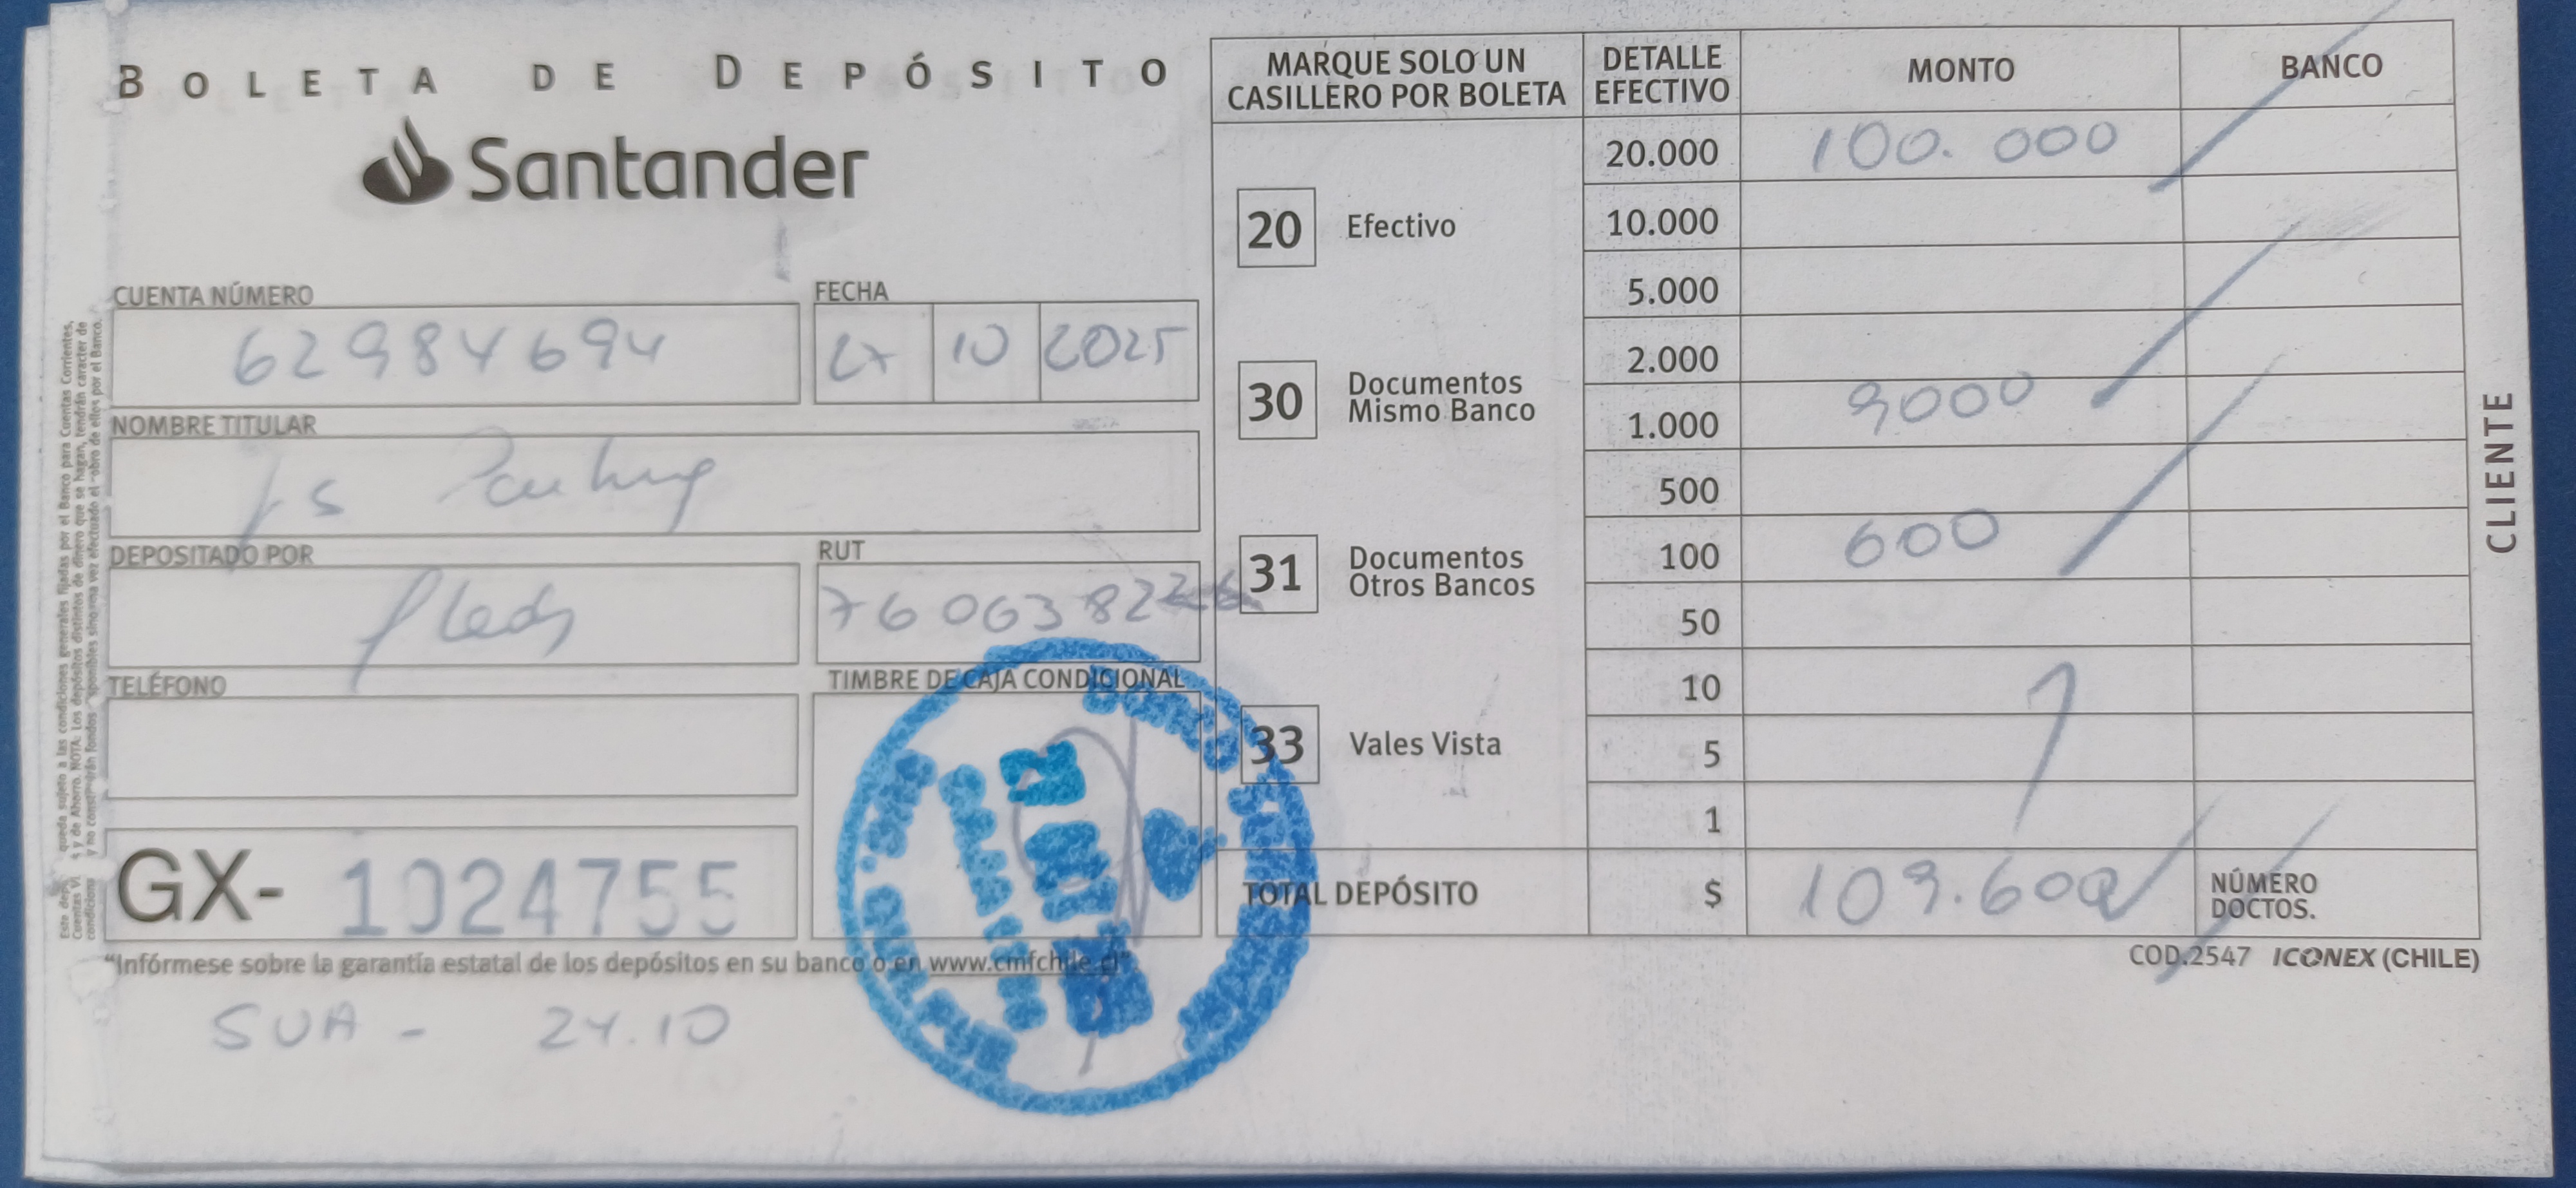 BOLETA DE DEPÓSITO
Santander
CUENTA NÚMERO
62984694
FECHA
27 10 2025
NOMBRE TITULAR
DEPOSITADO POR
RUT
76006382
TELÉFONO
TIMBRE DE CAJA CONDICIONAL
GX- 1024755
"Infórmese sobre la garantía estatal de los depósitos en su banco o en www.cmfchile.cl".
SUA - 24.10
MARQUE SOLO UN CASILLERO POR BOLETA
20 Efectivo
30 Documentos Mismo Banco
31 Documentos Otros Bancos
33 Vales Vista
DETALLE EFECTIVO MONTO BANCO
20.000 100.000
10.000
5.000
2.000
1.000 9000
500
100 600
50
10
5
1
TOTAL DEPÓSITO $ 109.600 NÚMERO DOCTOS.
COD.2547 ICONEX (CHILE)
CLIENTE